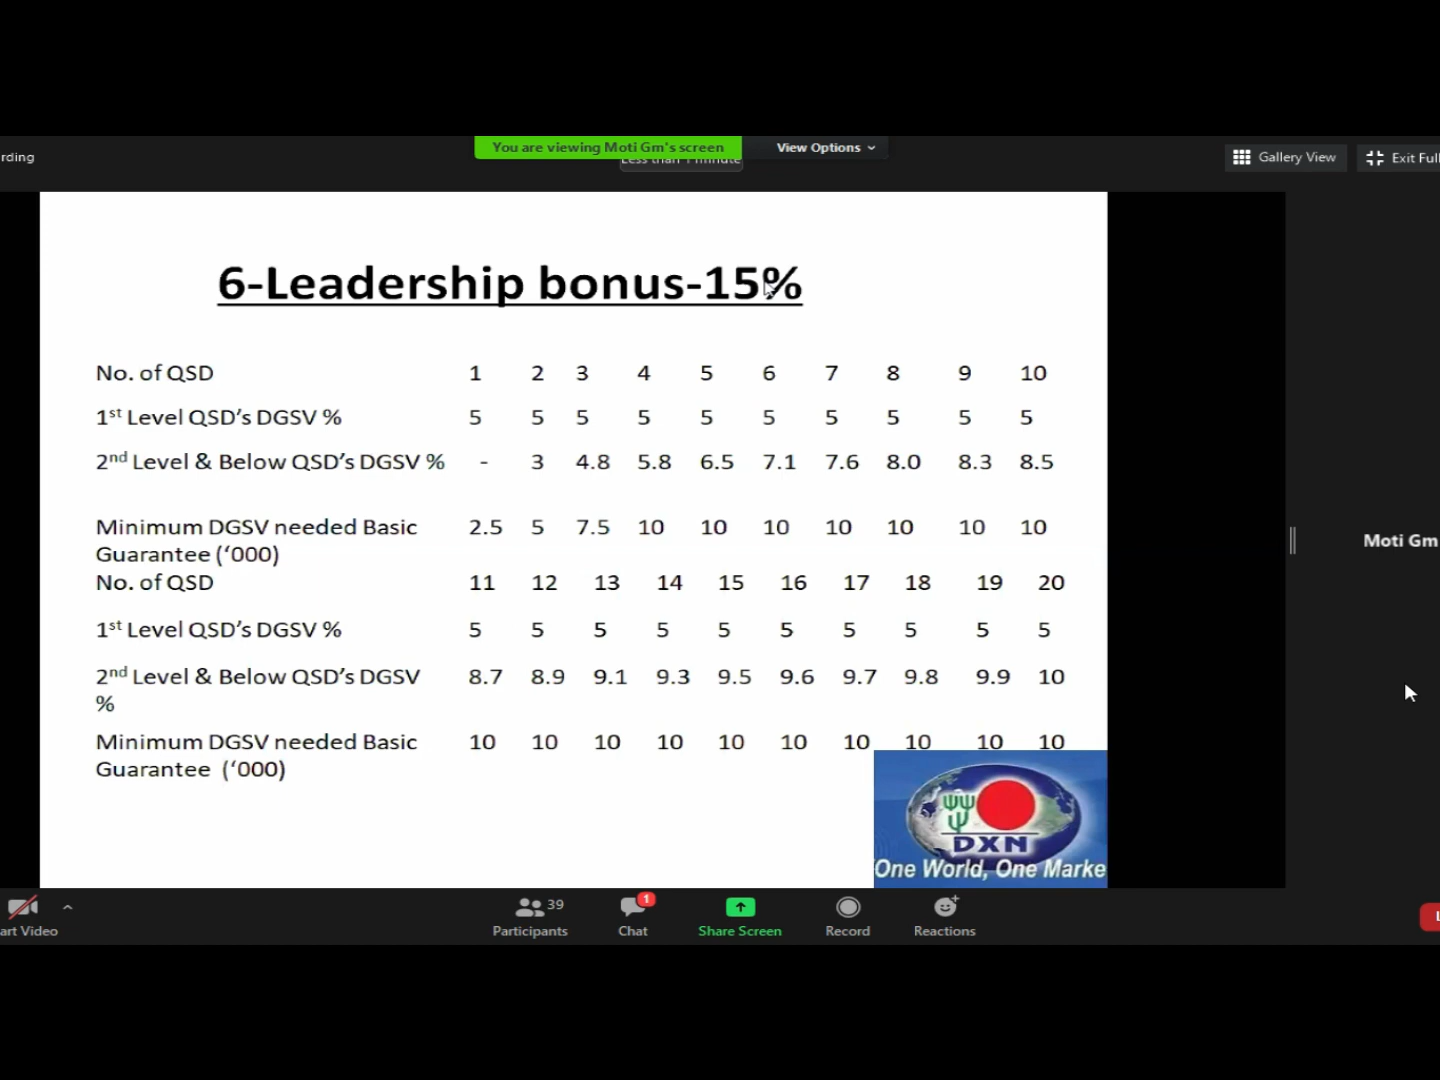 rding
You are viewing Moti Gm's screen
View Options
Less than 1 minute
Gallery View
Exit Full
6-Leadership bonus-15%
No. of QSD 1 2 3 4 5 6 7 8 9 10
1st Level QSD's DGSV % 5 5 5 5 5 5 5 5 5 5
2nd Level & Below QSD's DGSV % - 3 4.8 5.8 6.5 7.1 7.6 8.0 8.3 8.5
Minimum DGSV needed Basic 2.5 5 7.5 10 10 10 10 10 10 10
Guarantee ('000)
No. of QSD 11 12 13 14 15 16 17 18 19 20
1st Level QSD's DGSV % 5 5 5 5 5 5 5 5 5 5
2nd Level & Below QSD's DGSV 8.7 8.9 9.1 9.3 9.5 9.6 9.7 9.8 9.9 10
%
Minimum DGSV needed Basic 10 10 10 10 10 10 10 10 10 10
Guarantee ('000)
DXN
"One World, One Marke
Moti Gm
art Video
39
Participants
1
Chat
Share Screen
Record
Reactions
L